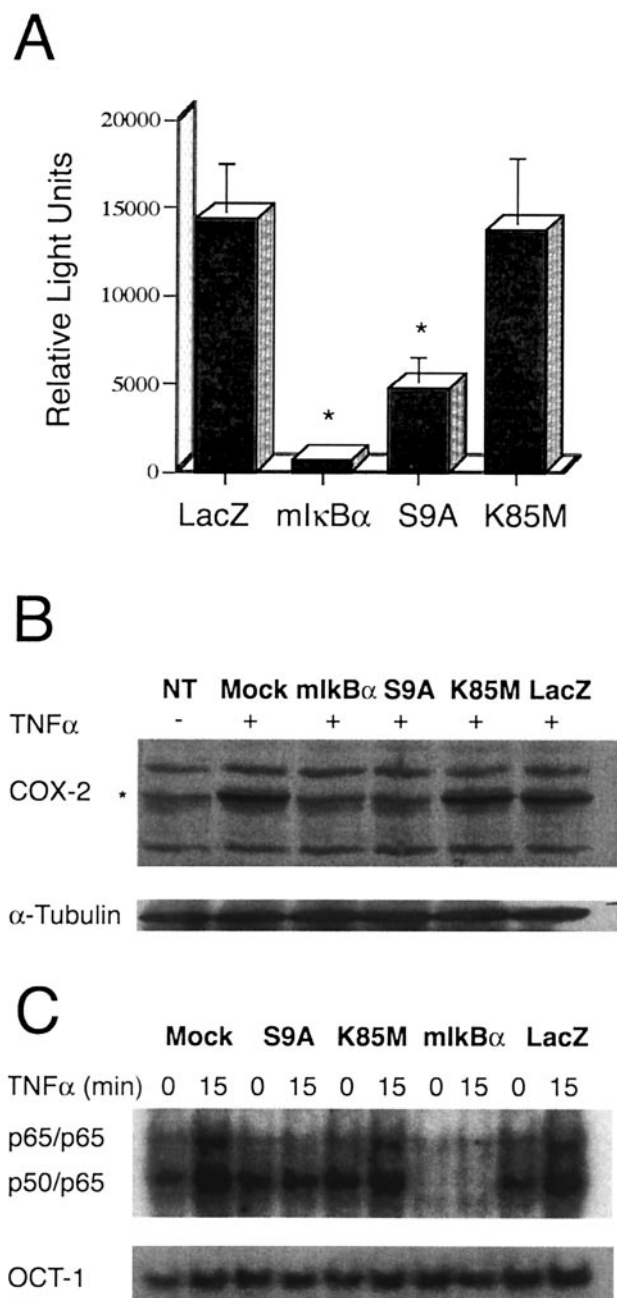 A
Relative Light Units
20000
15000
10000
5000
0
*
*
LacZ mIκBα S9A K85M
B
NT Mock mIkBα S9A K85M LacZ
TNFα - + + + + +
COX-2 *
α-Tubulin
C
Mock S9A K85M mIkBα LacZ
TNFα (min) 0 15 0 15 0 15 0 15 0 15
p65/p65
p50/p65
OCT-1